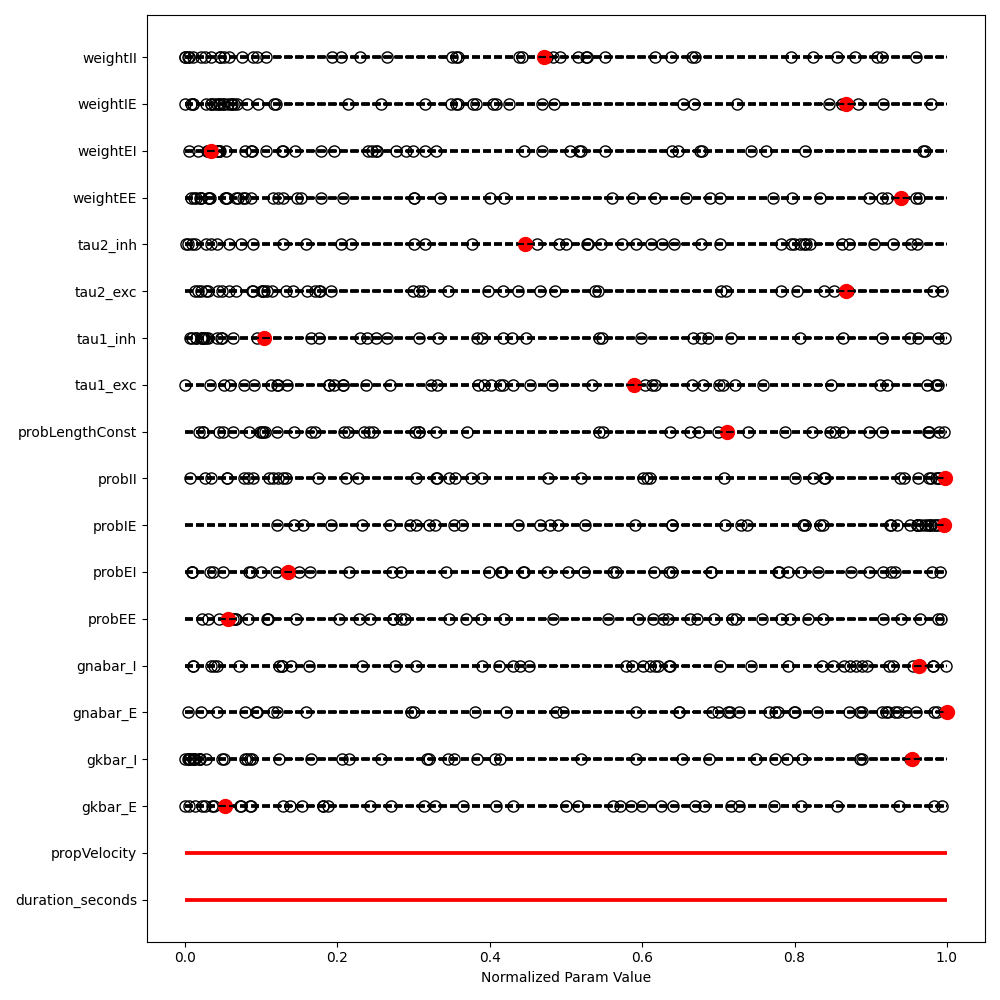 weightII
weightIE
weightEI
weightEE
tau2_inh
tau2_exc
tau1_inh
tau1_exc
probLengthConst
probII
probIE
probEI
probEE
gnabar_I
gnabar_E
gkbar_I
gkbar_E
propVelocity
duration_seconds
0.0 0.2 0.4 0.6 0.8 1.0
Normalized Param Value